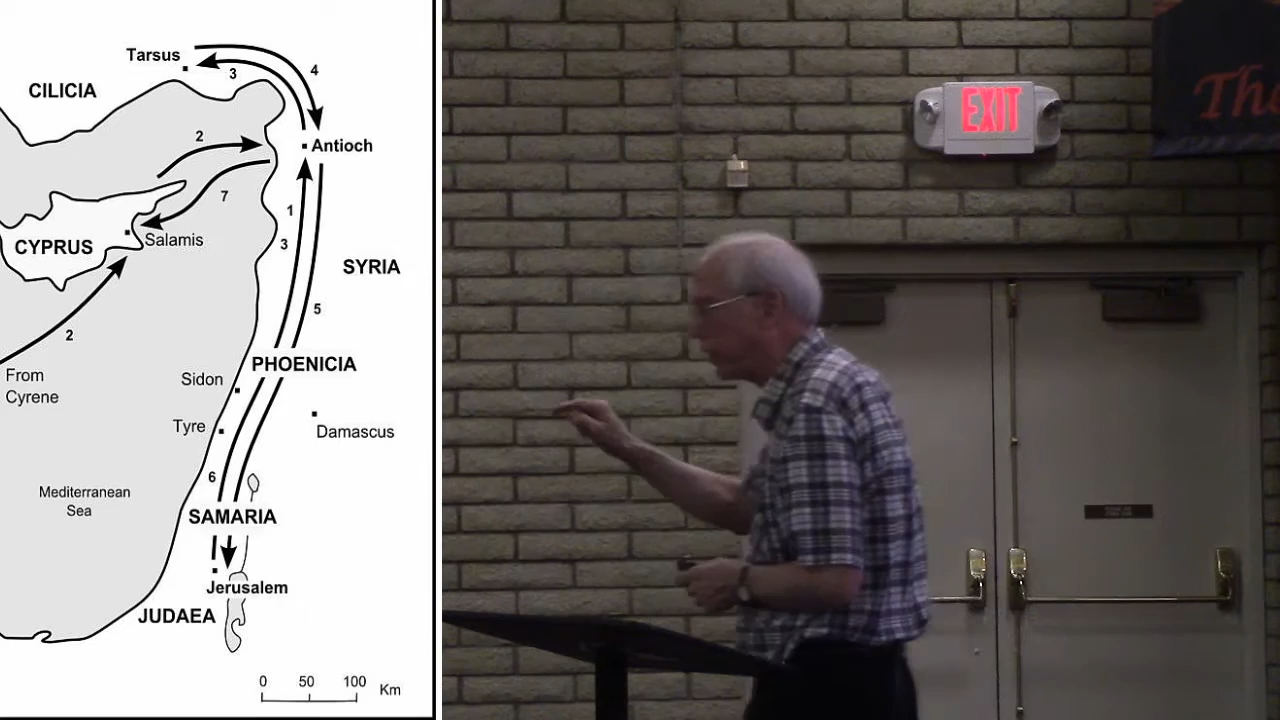 Tarsus
3
4
CILICIA
2
Antioch
7
1
CYPRUS
Salamis
3
SYRIA
5
2
PHOENICIA
From
Cyrene
Sidon
Tyre
Damascus
6
Mediterranean
Sea
SAMARIA
Jerusalem
JUDAEA
0 50 100 Km
EXIT
The